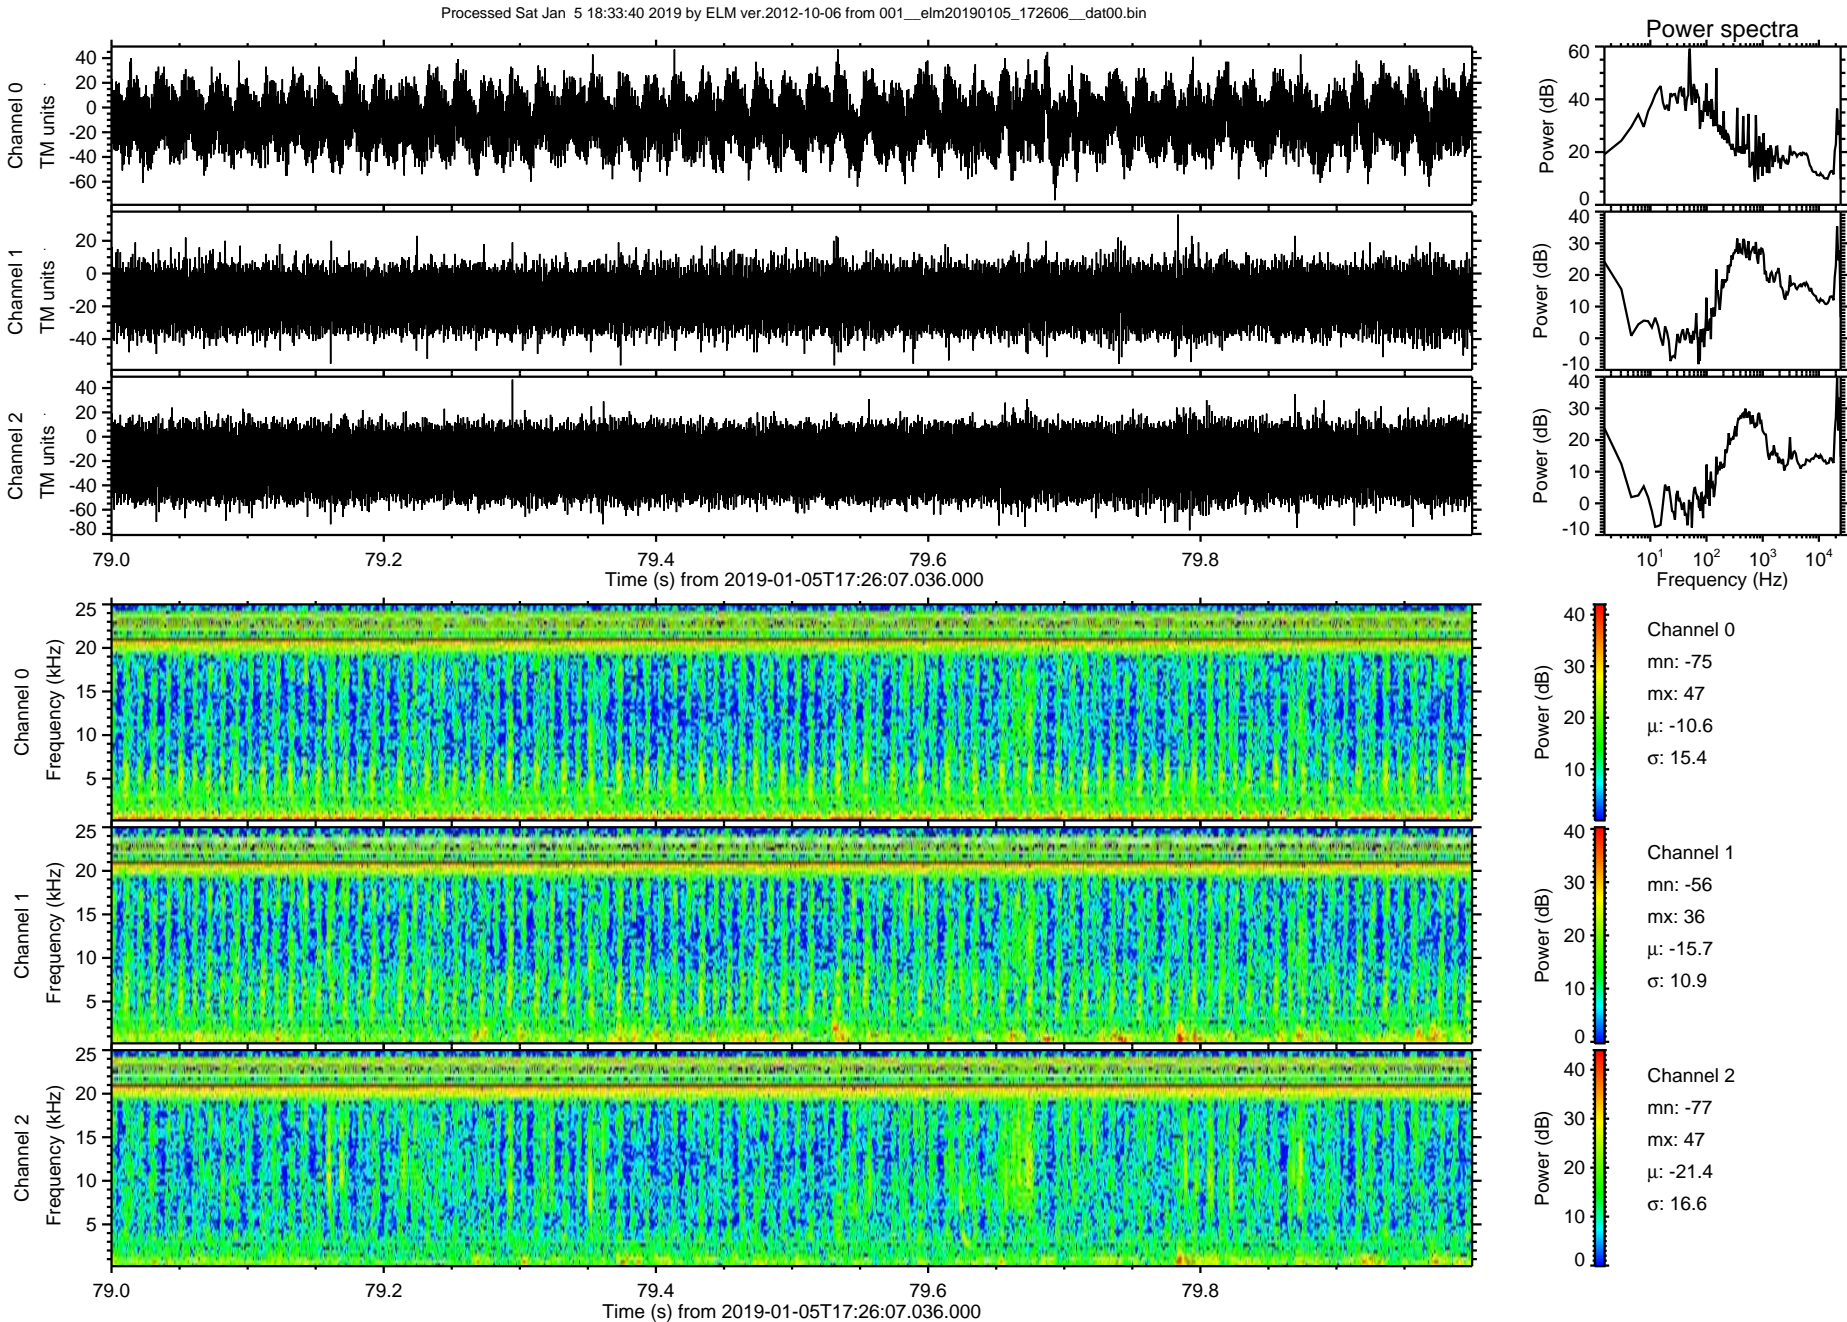 Processed Sat Jan  5 18:33:40 2019 by ELM ver.2012-10-06 from 001__elm20190105_172606__dat00.bin
Power spectra
Channel 0
TM units
40
20
0
-20
-40
-60
Power (dB)
60
40
20
0
Channel 1
TM units
20
0
-20
-40
Power (dB)
40
30
20
10
0
-10
Channel 2
TM units
40
20
0
-20
-40
-60
-80
Power (dB)
40
30
20
10
0
-10
79.0 79.2 79.4 79.6 79.8
Time (s) from 2019-01-05T17:26:07.036.000
10¹ 10² 10³ 10⁴
Frequency (Hz)
Channel 0
Frequency (kHz)
25
20
15
10
5
Power (dB)
40
30
20
10
Channel 0
mn: -75
mx: 47
μ: -10.6
σ: 15.4
Channel 1
Frequency (kHz)
25
20
15
10
5
Power (dB)
40
30
20
10
0
Channel 1
mn: -56
mx: 36
μ: -15.7
σ: 10.9
Channel 2
Frequency (kHz)
25
20
15
10
5
Power (dB)
40
30
20
10
0
Channel 2
mn: -77
mx: 47
μ: -21.4
σ: 16.6
79.0 79.2 79.4 79.6 79.8
Time (s) from 2019-01-05T17:26:07.036.000